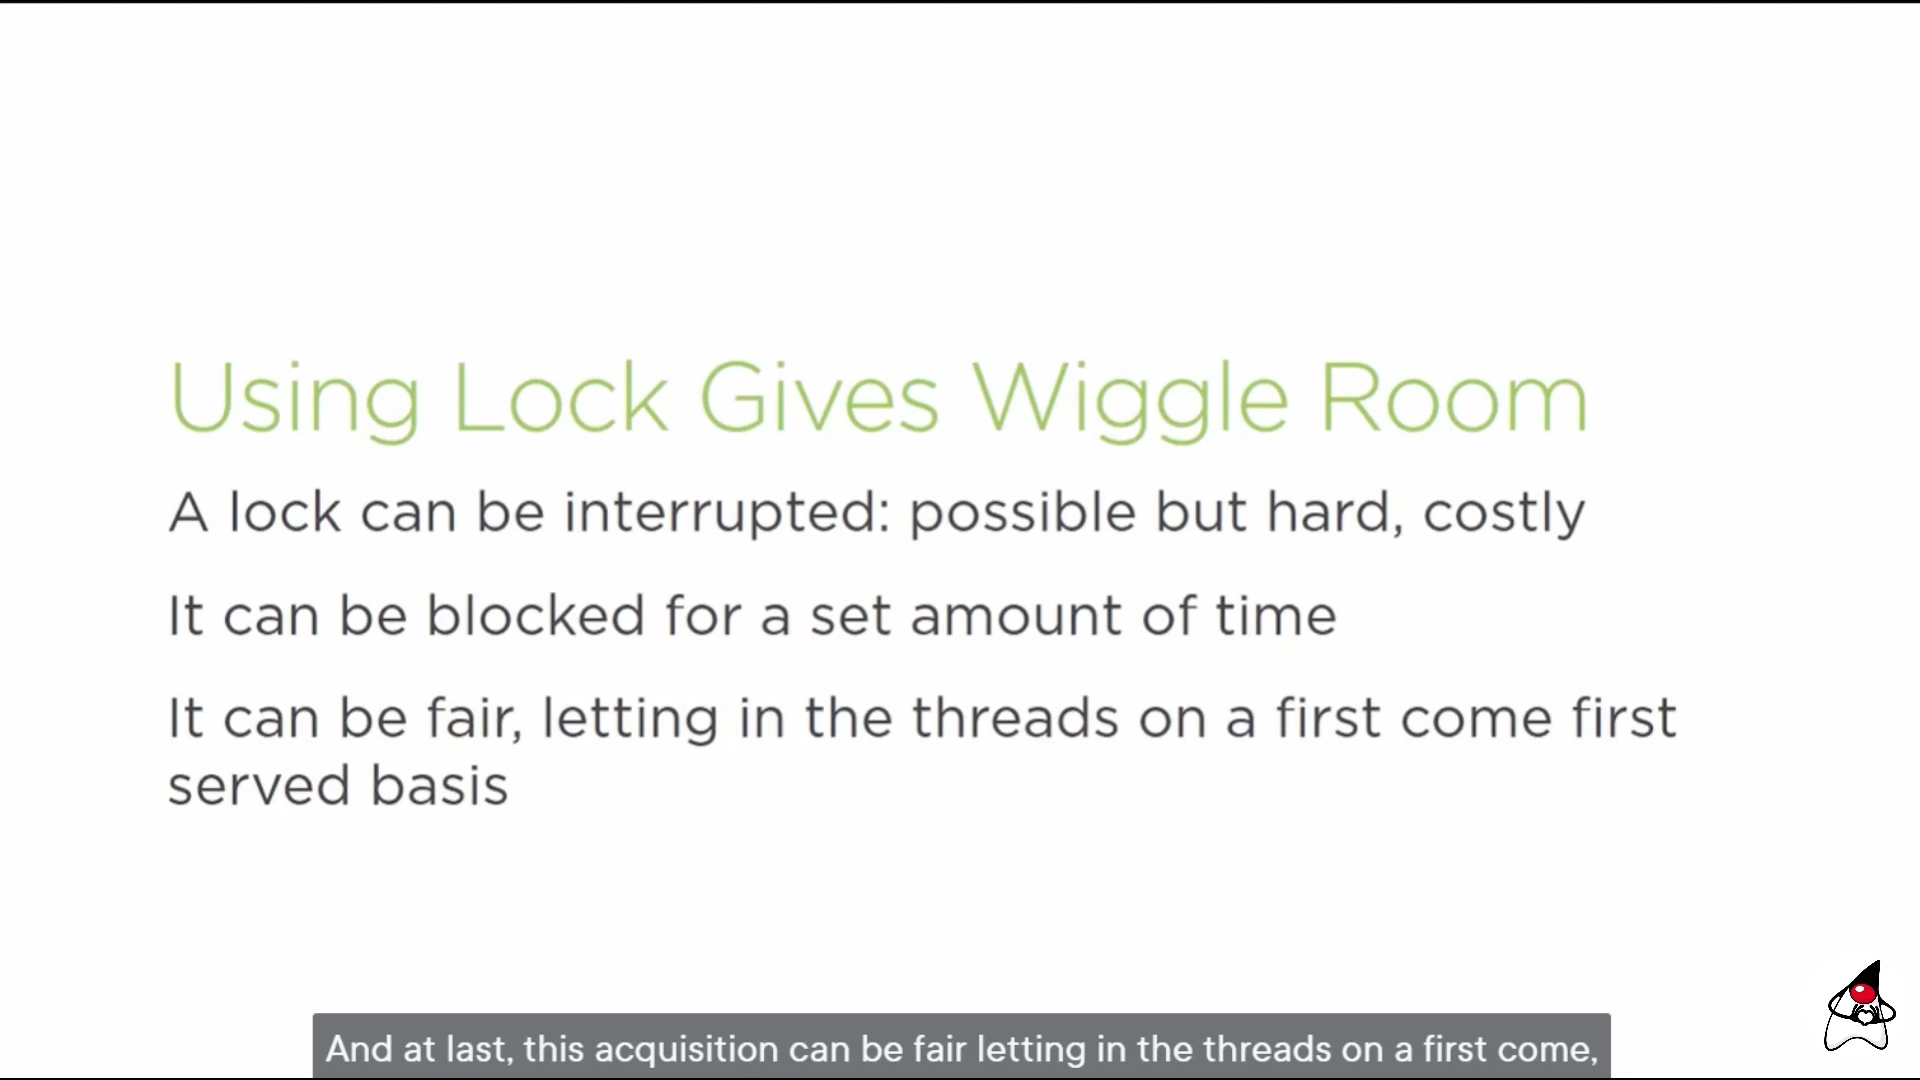 Using Lock Gives Wiggle Room
A lock can be interrupted: possible but hard, costly
It can be blocked for a set amount of time
It can be fair, letting in the threads on a first come first
served basis
And at last, this acquisition can be fair letting in the threads on a first come,